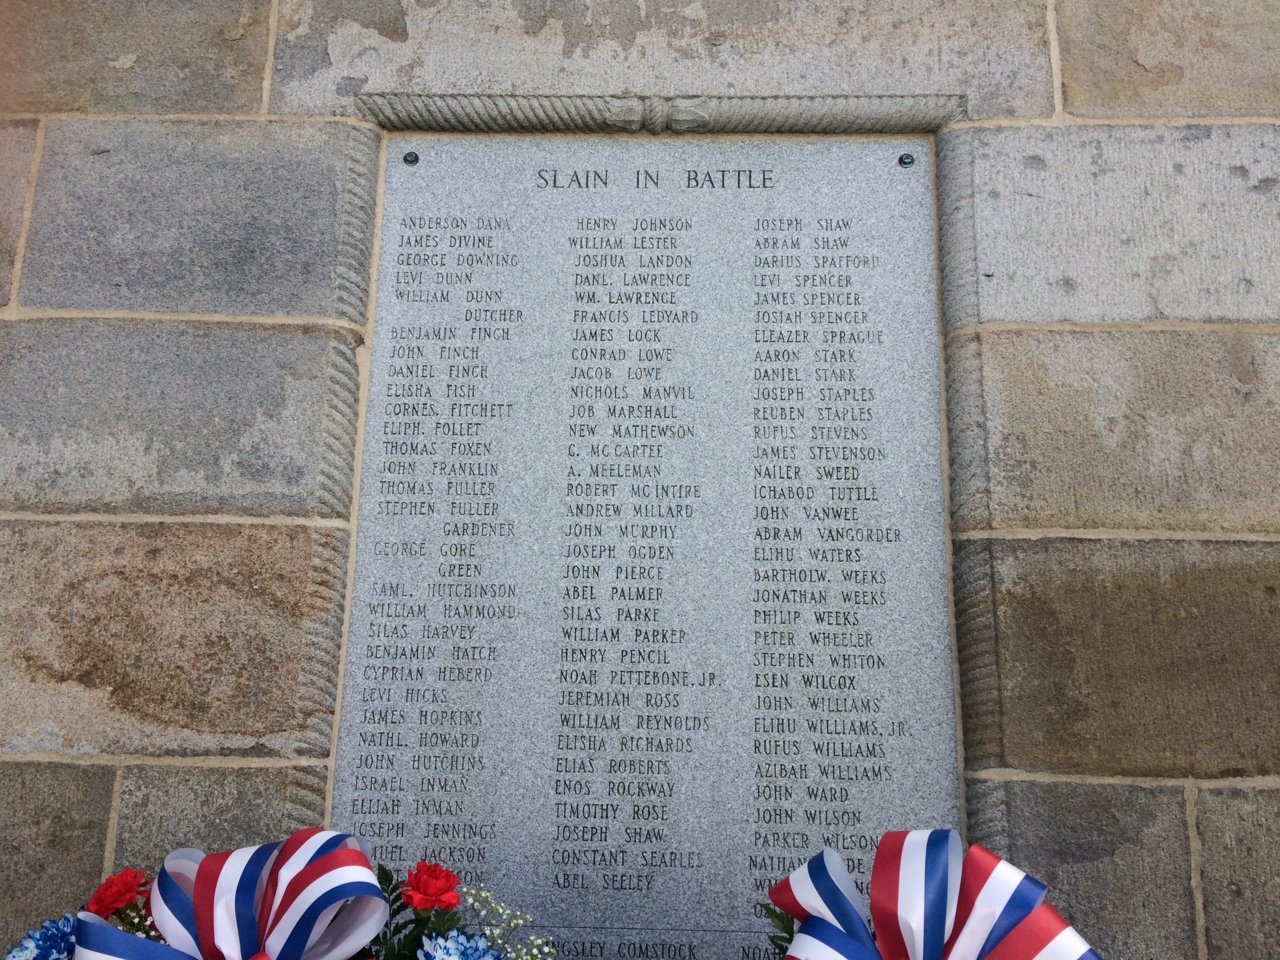 SLAIN IN BATTLE
ANDERSON DANA
JAMES DIVINE
GEORGE DOWNING
LEVI DUNN
WILLIAM DUNN
DUTCHER
BENJAMIN FINCH
JOHN FINCH
DANIEL FINCH
ELISHA FISH
CORNES. FITCHETT
ELIPH. FOLLET
THOMAS FOXEN
JOHN FRANKLIN
THOMAS FULLER
STEPHEN FULLER
GARDENER
GEORGE GORE
GREEN
SAML. HUTCHINSON
WILLIAM HAMMOND
SILAS HARVEY
BENJAMIN HATCH
CYPRIAN HEBERD
LEVI HICKS
JAMES HOPKINS
NATHL. HOWARD
JOHN HUTCHINS
ISRAEL INMAN
ELIJAH INMAN
JOSEPH JENNINGS
JACKSON
HENRY JOHNSON
WILLIAM LESTER
JOSHUA LANDON
DANL. LAWRENCE
WM. LAWRENCE
FRANCIS LEDYARD
JAMES LOCK
CONRAD LOWE
JACOB LOWE
NICHOLS MANVIL
JOB MARSHALL
NEW MATHEWSON
C. MC CARTEE
A. MEELEMAN
ROBERT MCINTIRE
ANDREW MILLARD
JOHN MURPHY
JOSEPH OGDEN
JOHN PIERCE
ABEL PALMER
SILAS PARKE
WILLIAM PARKER
HENRY PENCIL
NOAH PETTEBONE, JR.
JEREMIAH ROSS
WILLIAM REYNOLDS
ELISHA RICHARDS
ELIAS ROBERTS
ENOS ROCKWAY
TIMOTHY ROSE
JOSEPH SHAW
CONSTANT SEARLES
ABEL SEELEY
JOSEPH SHAW
ABRAM SHAW
DARIUS SPAFFORD
LEVI SPENCER
JAMES SPENCER
JOSIAH SPENCER
ELEAZER SPRAGUE
AARON STARK
DANIEL STARK
JOSEPH STAPLES
REUBEN STAPLES
RUFUS STEVENS
JAMES STEVENSON
NAILER SWEED
ICHABOD TUTTLE
JOHN VANWEE
ABRAM VANGORDER
ELIHU WATERS
BARTHOLW. WEEKS
JONATHAN WEEKS
PHILIP WEEKS
PETER WHEELER
STEPHEN WHITON
ESEN WILCOX
JOHN WILLIAMS
ELIHU WILLIAMS, JR.
RUFUS WILLIAMS
AZIBAH WILLIAMS
JOHN WARD
JOHN WILSON
PARKER WILSON
COMSTOCK NOAH